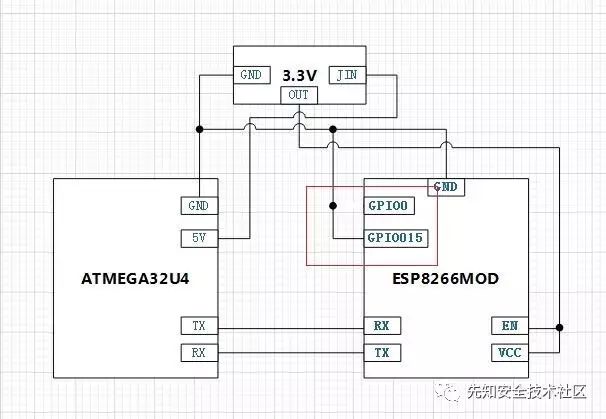 GND
3.3V
JIN
OUT
GND
GND
5V
GPIO0
GPIO015
ATMEGA32U4
ESP8266MOD
TX
RX
RX
TX
EN
VCC
先知安全技术社区